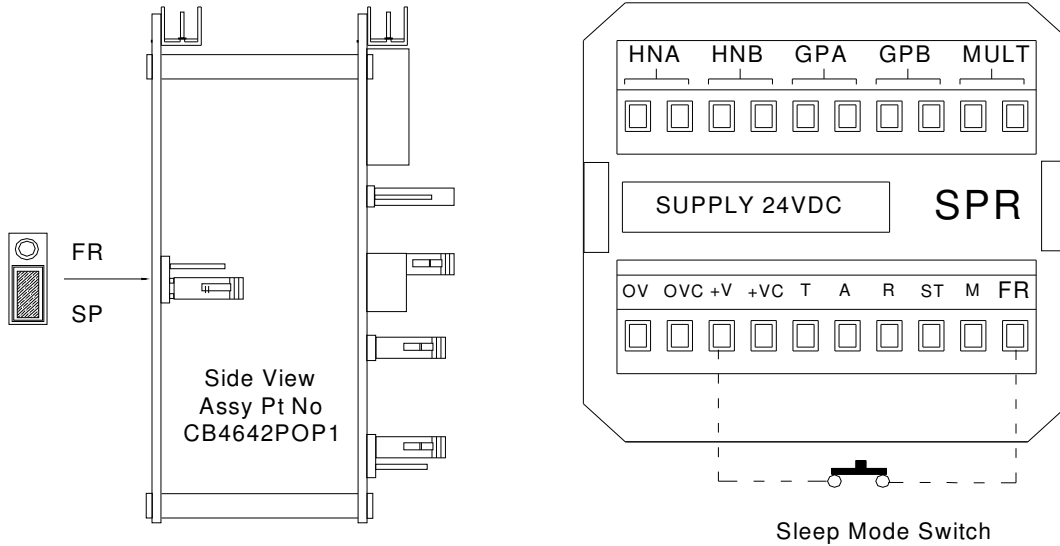 FR
SP
Side View
Assy Pt No
CB4642POP1
HNA HNB GPA GPB MULT
SUPPLY 24VDC
SPR
OV OVC +V +VC T A R ST M FR
Sleep Mode Switch